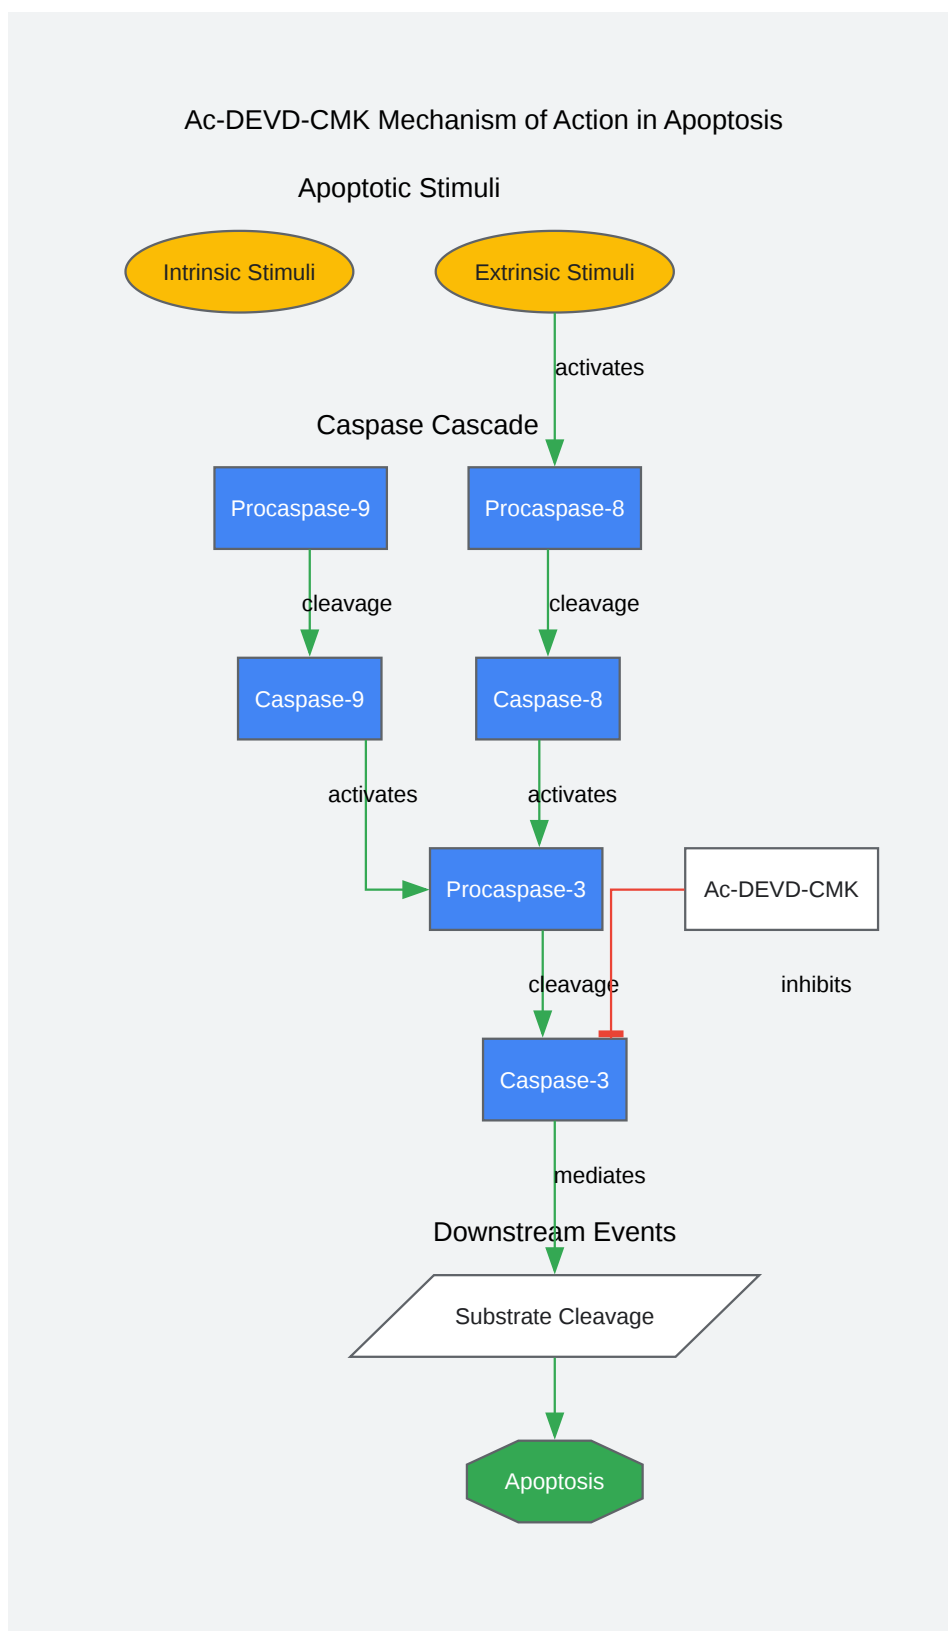 Ac-DEVD-CMK Mechanism of Action in Apoptosis
Apoptotic Stimuli
Intrinsic Stimuli
Extrinsic Stimuli
activates
Caspase Cascade
Procaspase-9
Procaspase-8
cleavage
cleavage
Caspase-9
Caspase-8
activates
activates
Procaspase-3
Ac-DEVD-CMK
cleavage
inhibits
Caspase-3
mediates
Downstream Events
Substrate Cleavage
Apoptosis